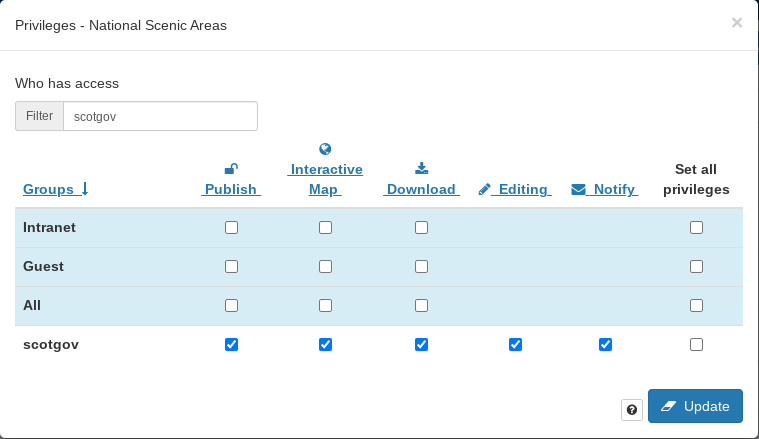 Privileges - National Scenic Areas
×
Who has access
Filter scotgov
Groups Publish Interactive Map Download Editing Notify Set all privileges
Intranet
Guest
All
scotgov
? Update